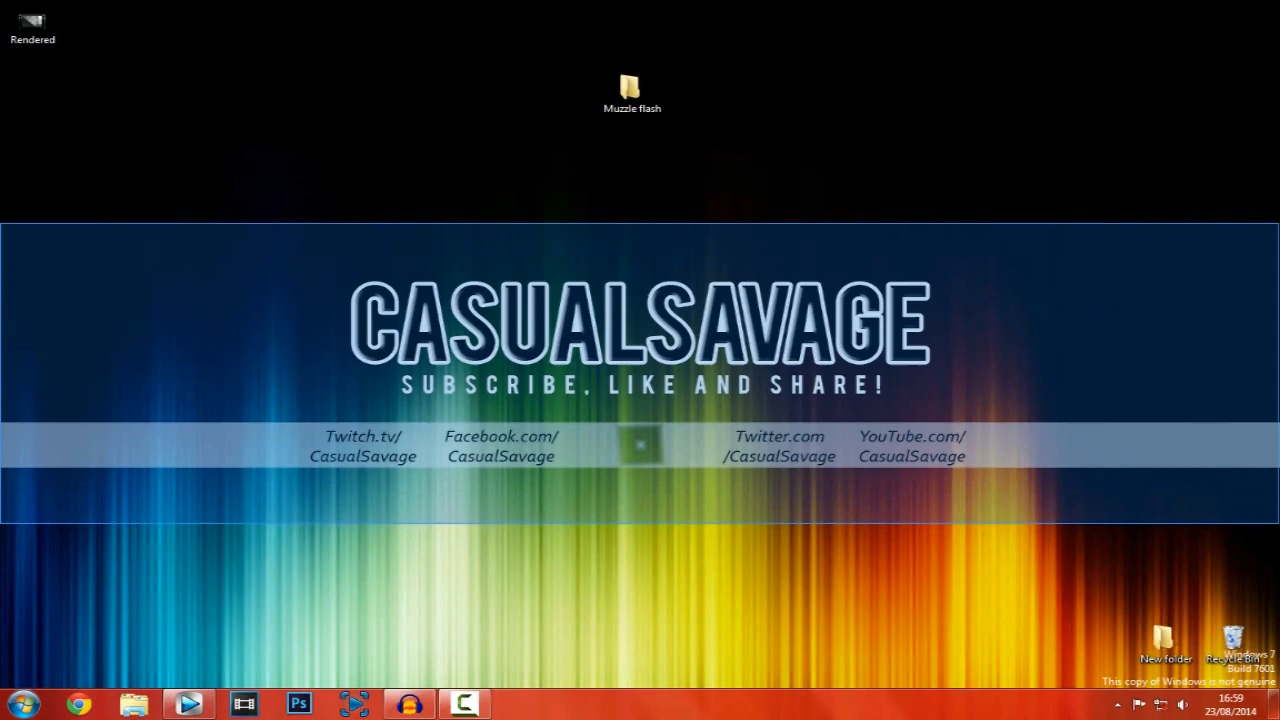 Rendered
Muzzle flash
CASUALSAVAGE
SUBSCRIBE, LIKE AND SHARE!
Twitch.tv/
CasualSavage
Facebook.com/
CasualSavage
Twitter.com
/CasualSavage
YouTube.com/
CasualSavage
New folder
Recycle Bin
Windows 7
Build 7601
This copy of Windows is not genuine
Ps
C
16:59
23/08/2014